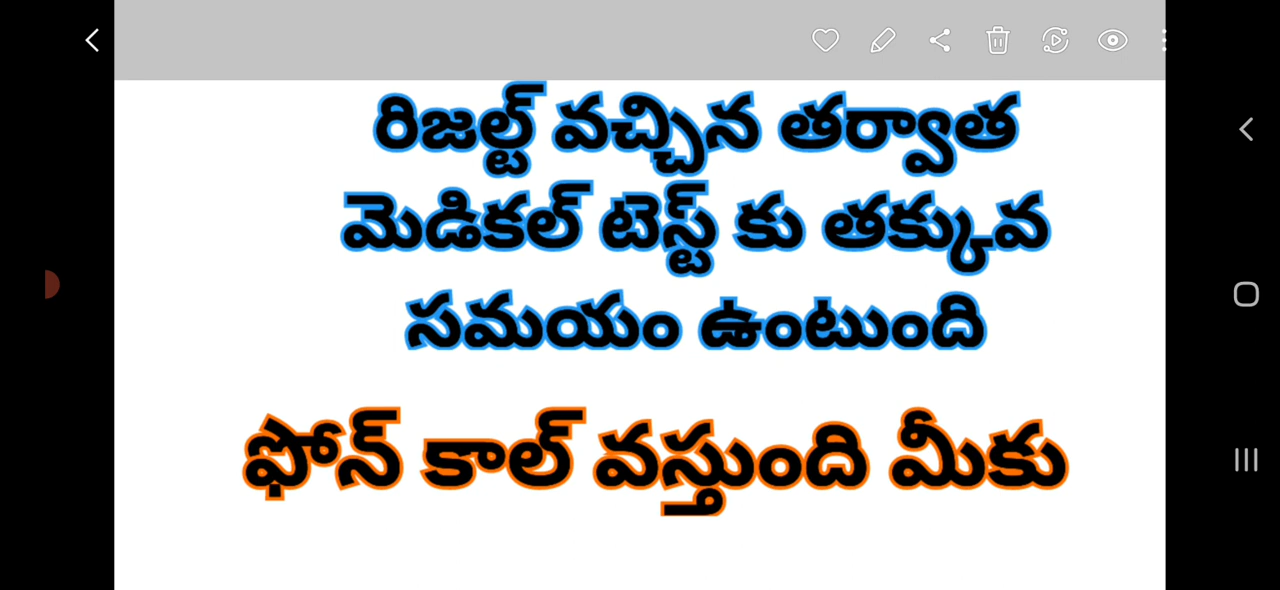 రిజల్ట్ వచ్చిన తర్వాత
మెడికల్ టెస్ట్ కు తక్కువ
సమయం ఉంటుంది
ఫోన్ కాల్ వస్తుంది మీకు